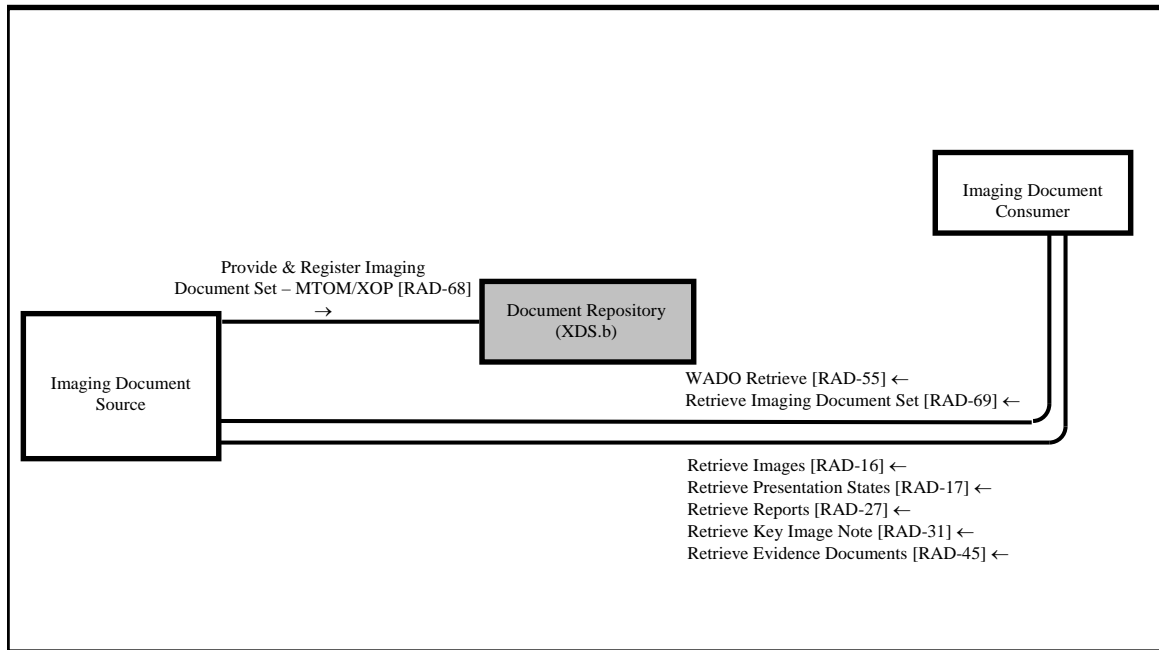 Imaging Document
Consumer
Provide & Register Imaging
Document Set – MTOM/XOP [RAD-68]
→
Document Repository
(XDS.b)
Imaging Document
Source
WADO Retrieve [RAD-55] ←
Retrieve Imaging Document Set [RAD-69] ←
Retrieve Images [RAD-16] ←
Retrieve Presentation States [RAD-17] ←
Retrieve Reports [RAD-27] ←
Retrieve Key Image Note [RAD-31] ←
Retrieve Evidence Documents [RAD-45] ←